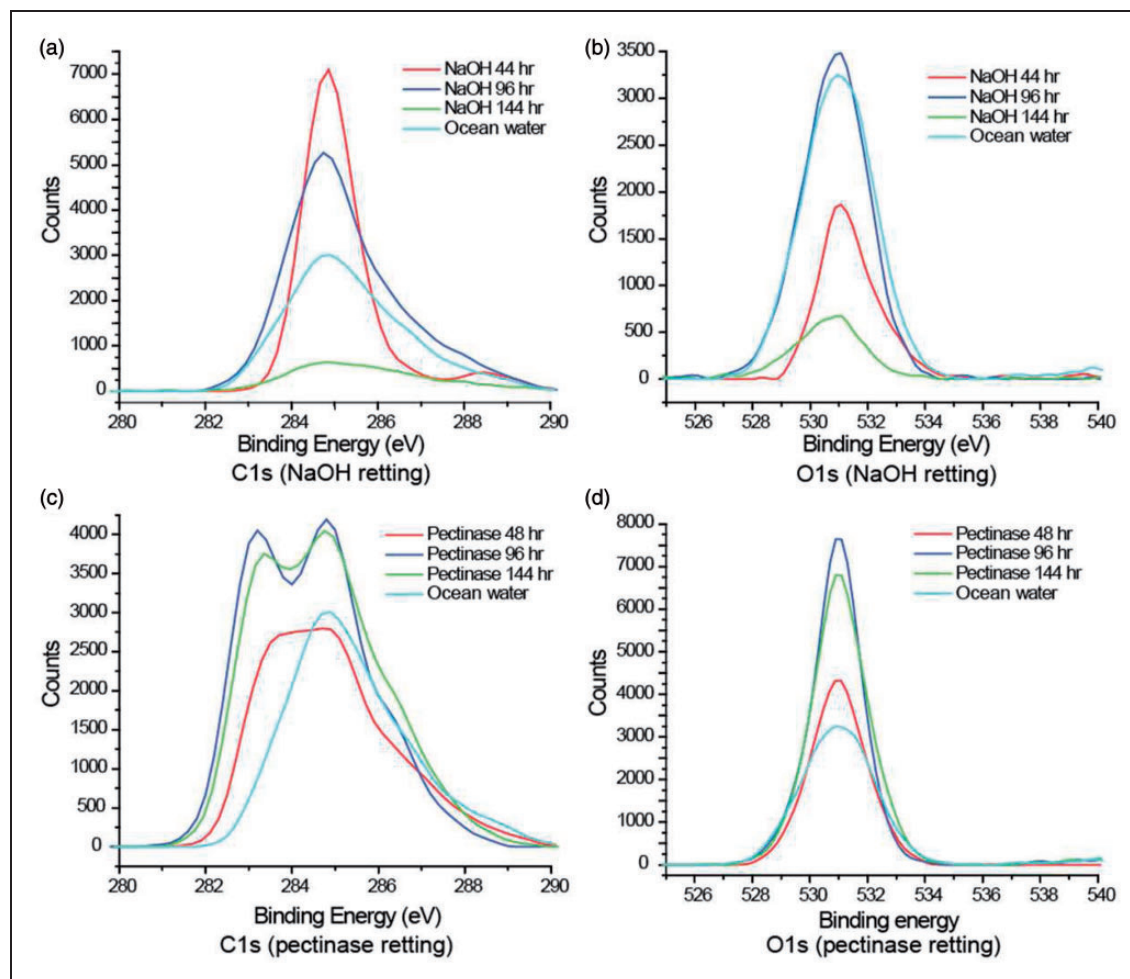 (a)
7000
6000
5000
4000
3000
2000
1000
0
Counts
NaOH 44 hr
NaOH 96 hr
NaOH 144 hr
Ocean water
280 282 284 286 288 290
Binding Energy (eV)
C1s (NaOH retting)
(b)
3500
3000
2500
2000
1500
1000
500
0
Counts
NaOH 44 hr
NaOH 96 hr
NaOH 144 hr
Ocean water
526 528 530 532 534 536 538 540
Binding Energy (eV)
O1s (NaOH retting)
(c)
4000
3500
3000
2500
2000
1500
1000
500
0
Counts
Pectinase 48 hr
Pectinase 96 hr
Pectinase 144 hr
Ocean water
280 282 284 286 288 290
Binding Energy (eV)
C1s (pectinase retting)
(d)
8000
7000
6000
5000
4000
3000
2000
1000
0
Counts
Pectinase 48 hr
Pectinase 96 hr
Pectinase 144 hr
Ocean water
526 528 530 532 534 536 538 540
Binding energy
O1s (pectinase retting)